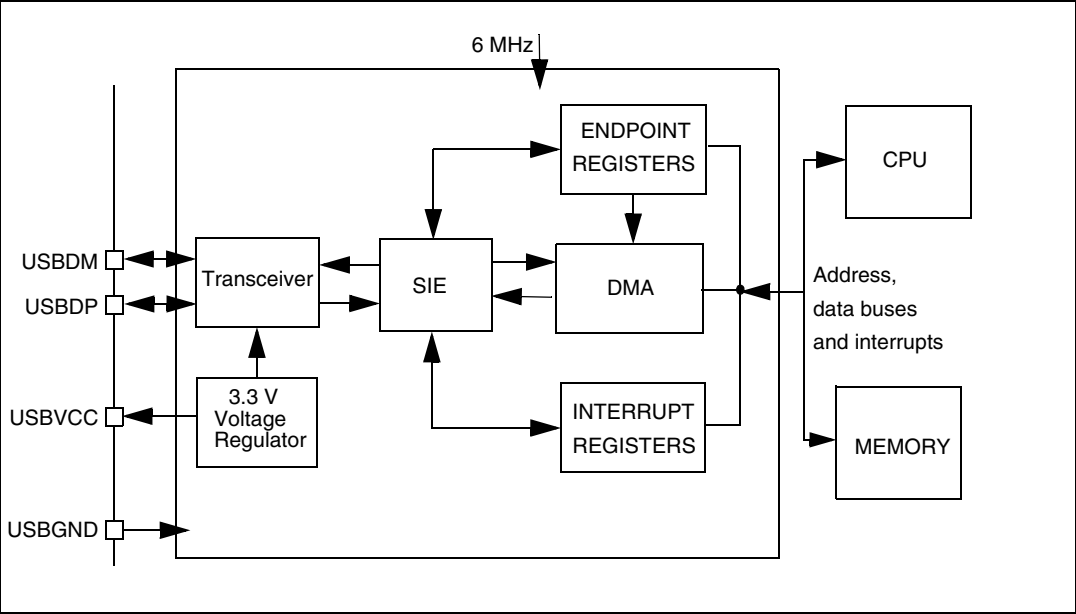 6 MHz
ENDPOINT
REGISTERS
CPU
USBDM
Transceiver
SIE
DMA
Address,
data buses
and interrupts
USBDP
3.3 V
Voltage
Regulator
USBVCC
INTERRUPT
REGISTERS
MEMORY
USBGND